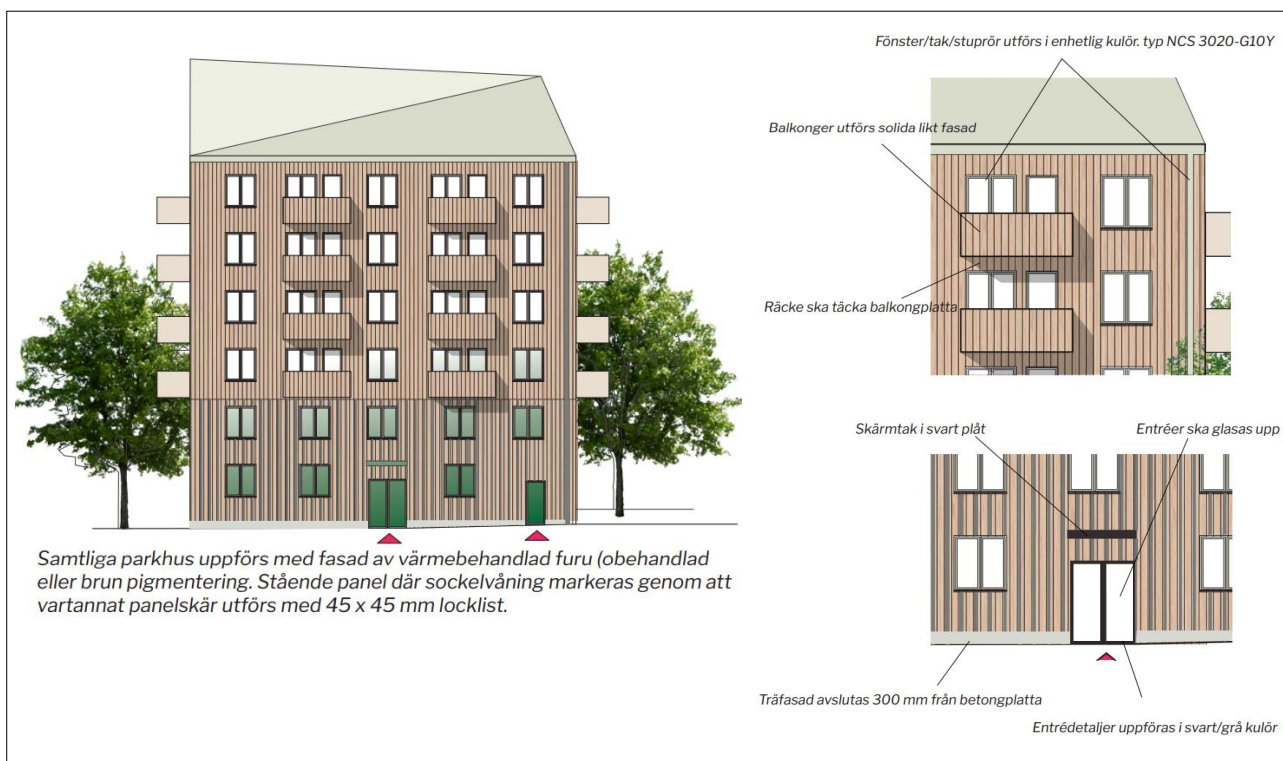 Fönster/tak/stuprör utförs i enhetlig kulör. typ NCS 3020-G10Y
Balkonger utförs solida likt fasad
Räcke ska täcka balkongplatta
Skärmtak i svart plåt
Entréer ska glasas upp
Samtliga parkhus uppförs med fasad av värmebehandlad furu (obehandlad
eller brun pigmentering. Stående panel där sockelvåning markeras genom att
vartannat panelskär utförs med 45 x 45 mm locklist.
Träfasad avslutas 300 mm från betongplatta
Entrédetaljer uppföras i svart/grå kulör